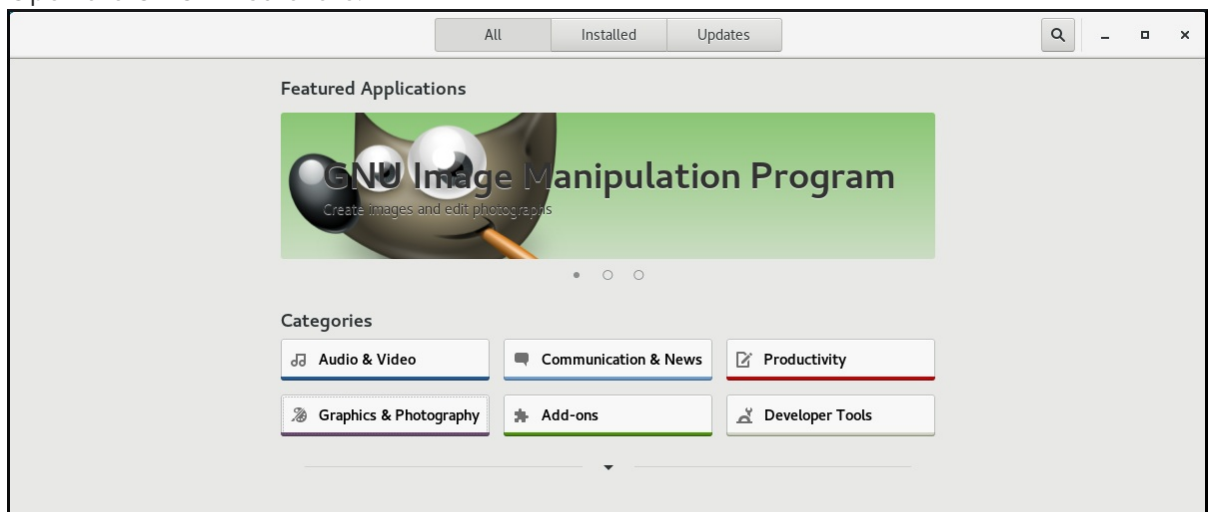 All Installed Updates
Featured Applications
GNU Image Manipulation Program
Create images and edit photographs
Categories
Audio & Video
Communication & News
Productivity
Graphics & Photography
Add-ons
Developer Tools